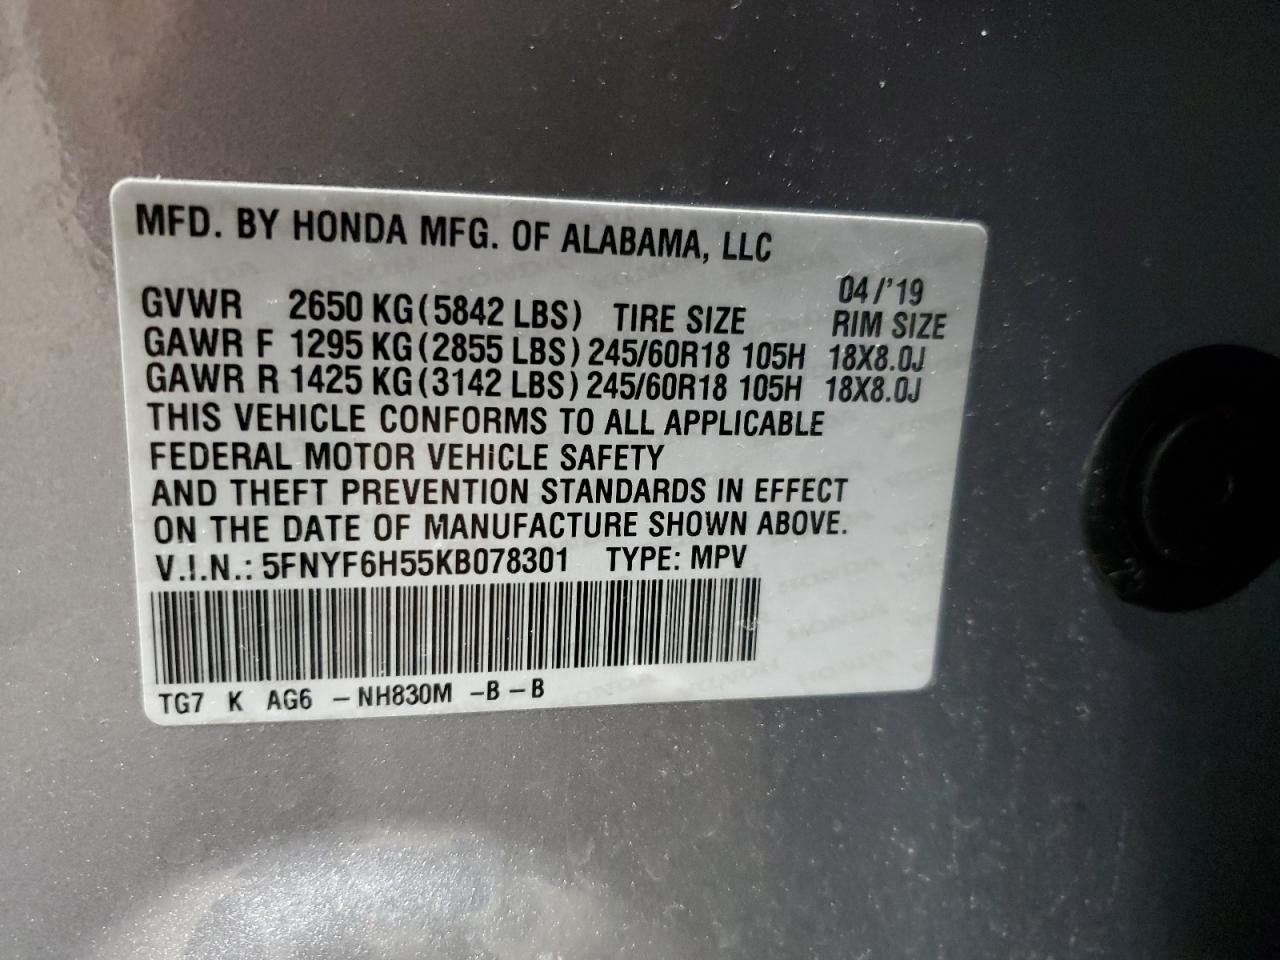 MFD. BY HONDA MFG. OF ALABAMA, LLC
04/'19
GVWR 2650 KG (5842 LBS) TIRE SIZE RIM SIZE
GAWR F 1295 KG (2855 LBS) 245/60R18 105H 18X8.0J
GAWR R 1425 KG (3142 LBS) 245/60R18 105H 18X8.0J
THIS VEHICLE CONFORMS TO ALL APPLICABLE
FEDERAL MOTOR VEHICLE SAFETY
AND THEFT PREVENTION STANDARDS IN EFFECT
ON THE DATE OF MANUFACTURE SHOWN ABOVE.
V.I.N.: 5FNYF6H55KB078301 TYPE: MPV
TG7 K AG6 – NH830M – B – B